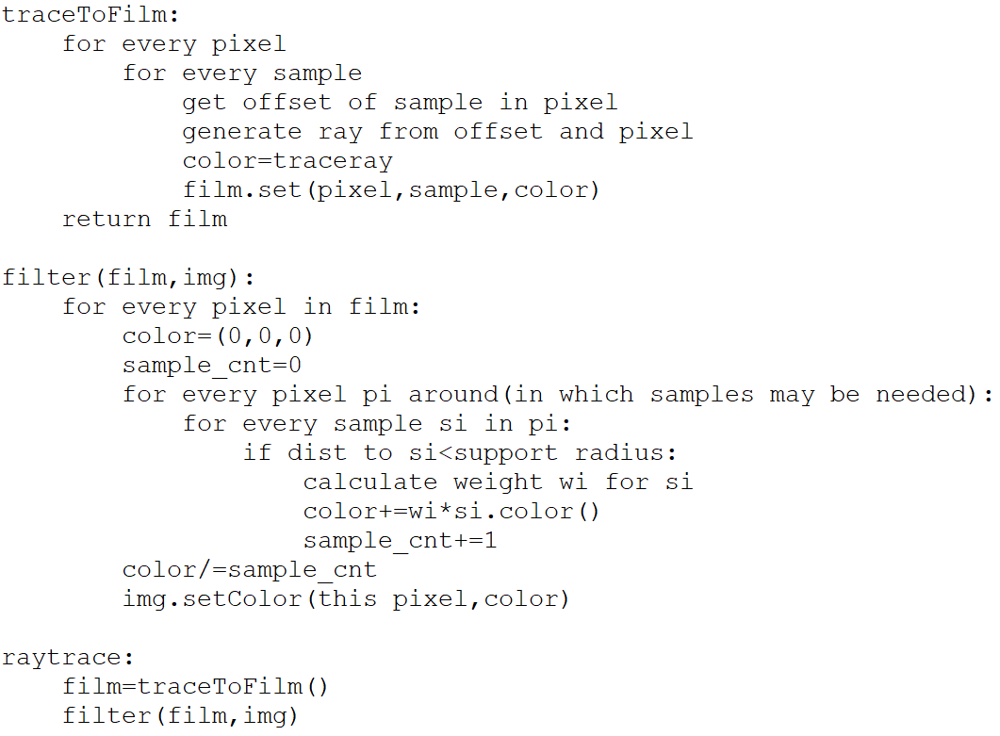 traceToFilm:
    for every pixel
        for every sample
            get offset of sample in pixel
            generate ray from offset and pixel
            color=traceray
            film.set(pixel,sample,color)
    return film

filter(film,img):
    for every pixel in film:
        color=(0,0,0)
        sample_cnt=0
        for every pixel pi around(in which samples may be needed):
            for every sample si in pi:
                if dist to si<support radius:
                    calculate weight wi for si
                    color+=wi*si.color()
                    sample_cnt+=1
        color/=sample_cnt
        img.setColor(this pixel,color)

raytrace:
    film=traceToFilm()
    filter(film,img)